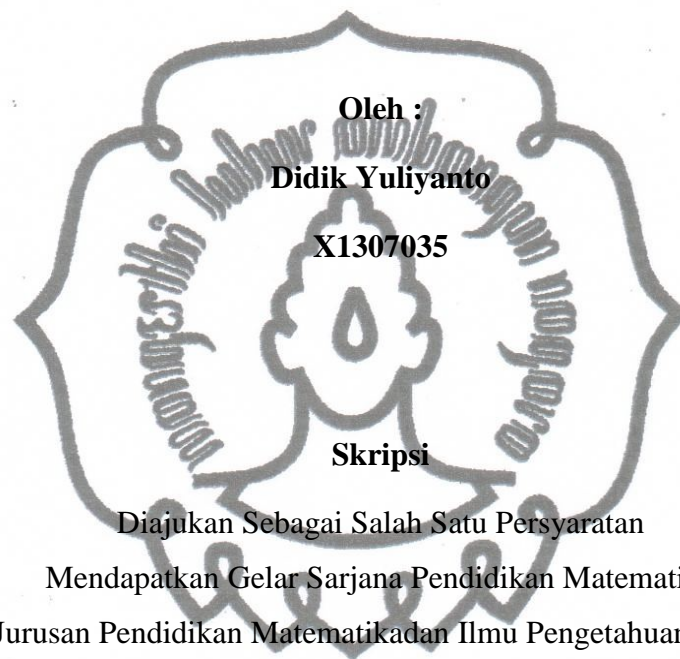 Oleh :
Didik Yuliyanto
X1307035
Skripsi
Diajukan Sebagai Salah Satu Persyaratan
Mendapatkan Gelar Sarjana Pendidikan Matemati
Jurusan Pendidikan Matematikadan Ilmu Pengetahuan